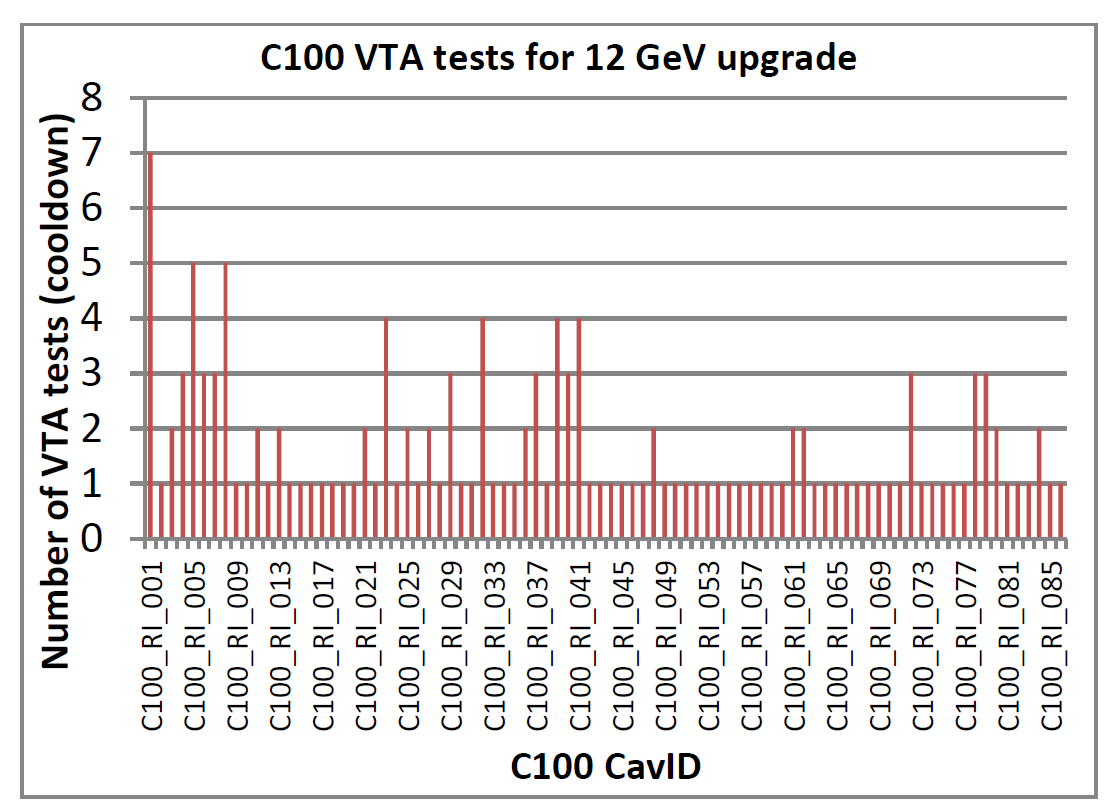 C100 VTA tests for 12 GeV upgrade
Number of VTA tests (cooldown)
8
7
6
5
4
3
2
1
0
C100_RI_001
C100_RI_005
C100_RI_009
C100_RI_013
C100_RI_017
C100_RI_021
C100_RI_025
C100_RI_029
C100_RI_033
C100_RI_037
C100_RI_041
C100_RI_045
C100_RI_049
C100_RI_053
C100_RI_057
C100_RI_061
C100_RI_065
C100_RI_069
C100_RI_073
C100_RI_077
C100_RI_081
C100_RI_085
C100 CavID